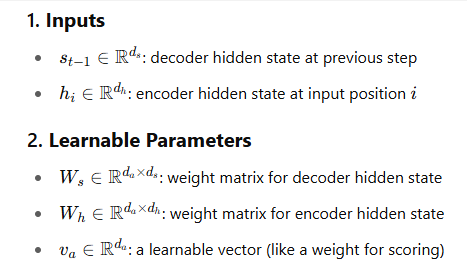 1. Inputs
• sₜ₋₁ ∈ ℝ^{d_s}: decoder hidden state at previous step
• hᵢ ∈ ℝ^{d_h}: encoder hidden state at input position i
2. Learnable Parameters
• W_s ∈ ℝ^{d_a×d_s}: weight matrix for decoder hidden state
• W_h ∈ ℝ^{d_a×d_h}: weight matrix for encoder hidden state
• v_a ∈ ℝ^{d_a}: a learnable vector (like a weight for scoring)